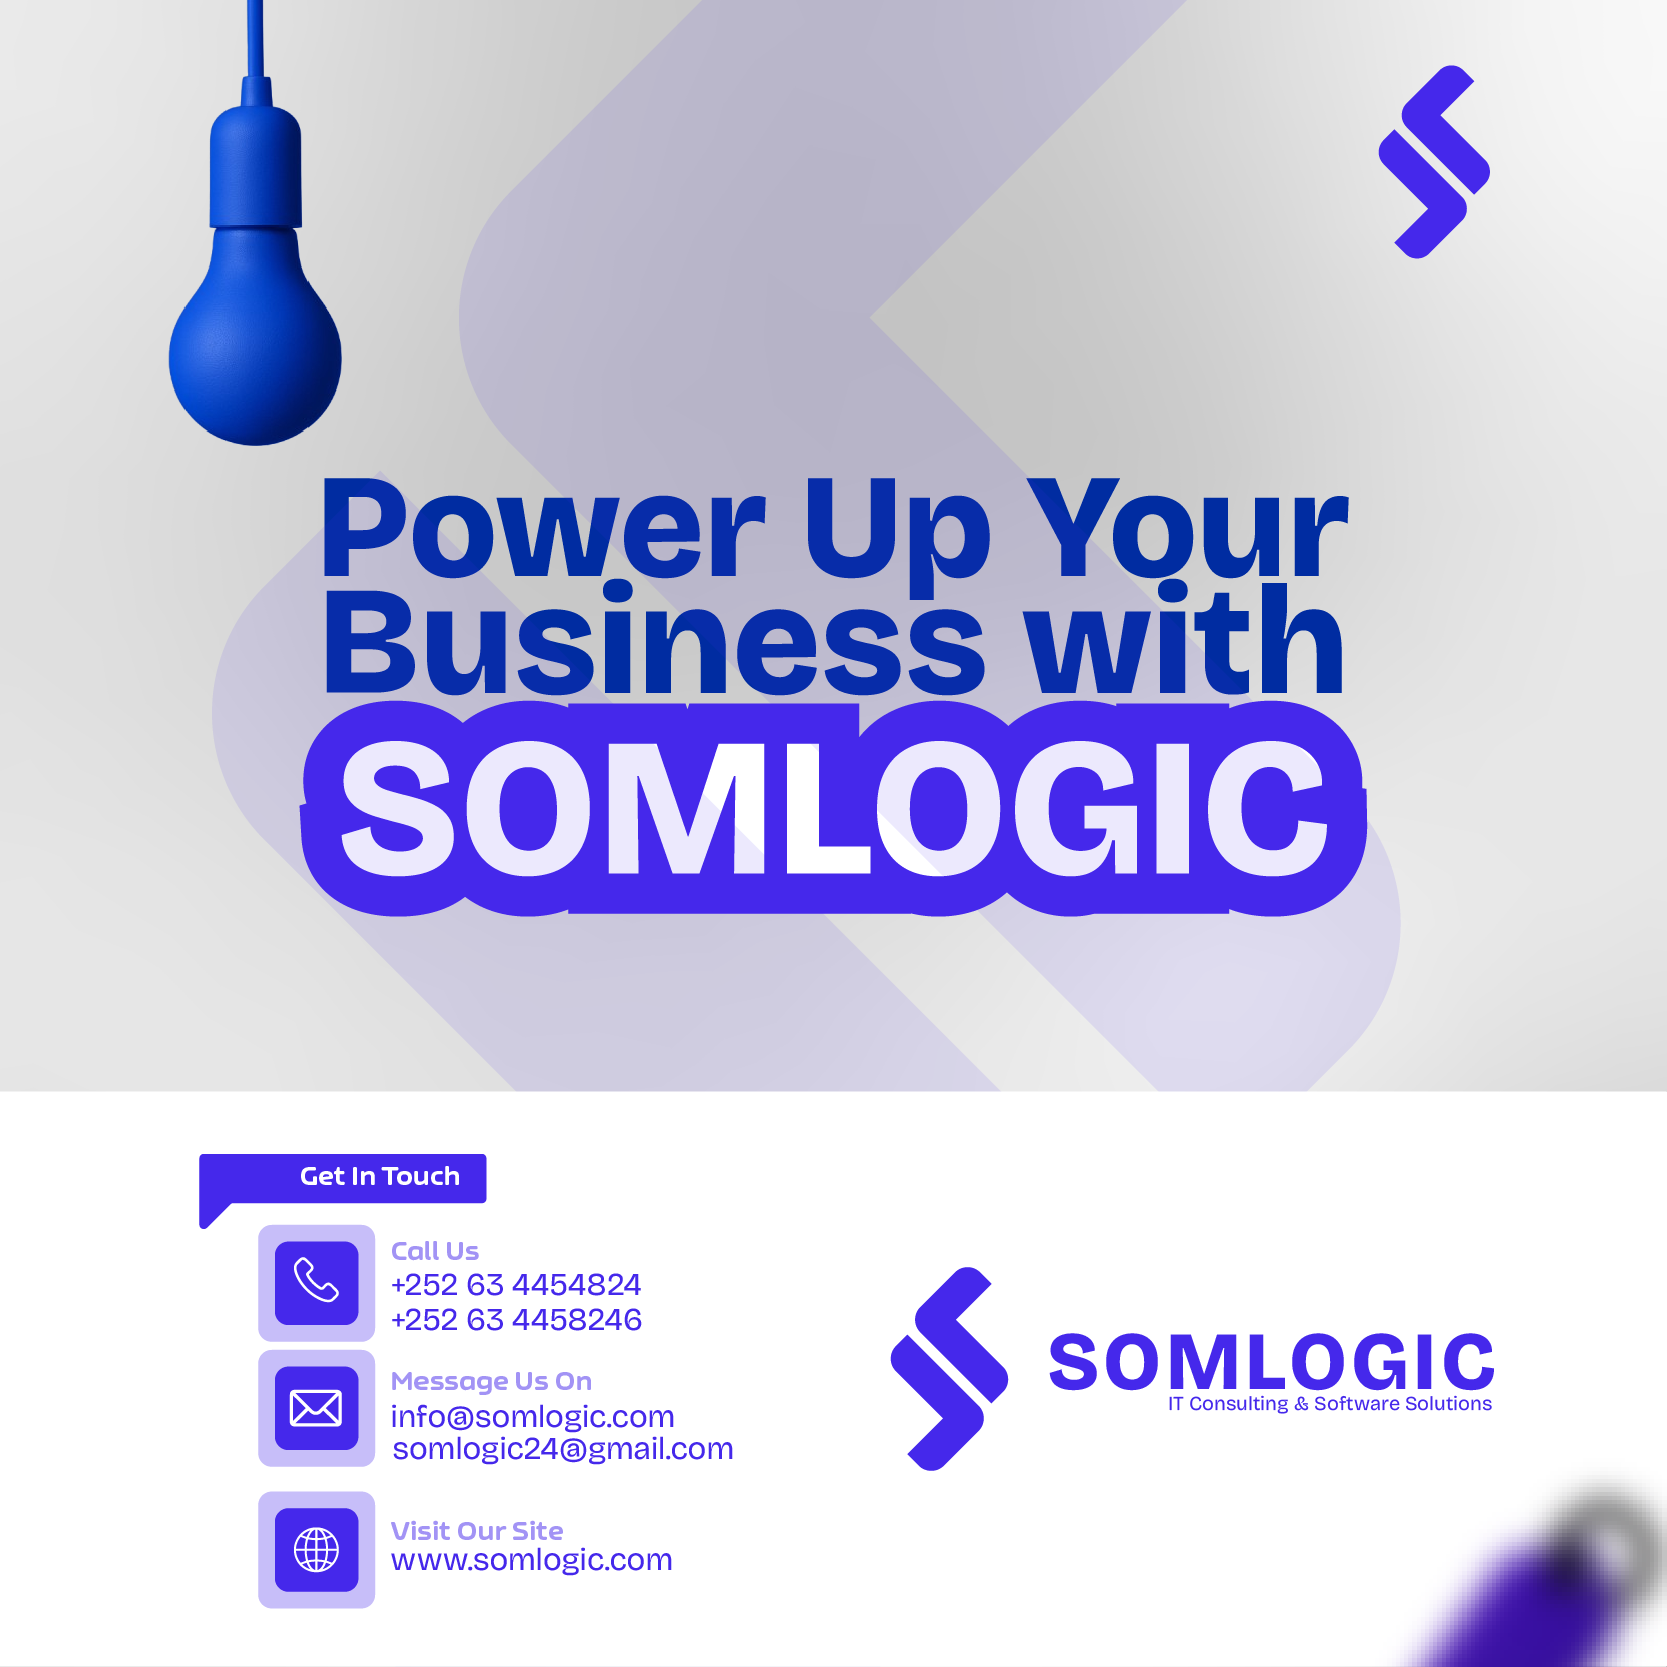 Power Up Your
Business with
SOMLOGIC
Get In Touch
Call Us
+252 63 4454824
+252 63 4458246
Message Us On
info@somlogic.com
somlogic24@gmail.com
Visit Our Site
www.somlogic.com
SOMLOGIC
IT Consulting & Software Solutions